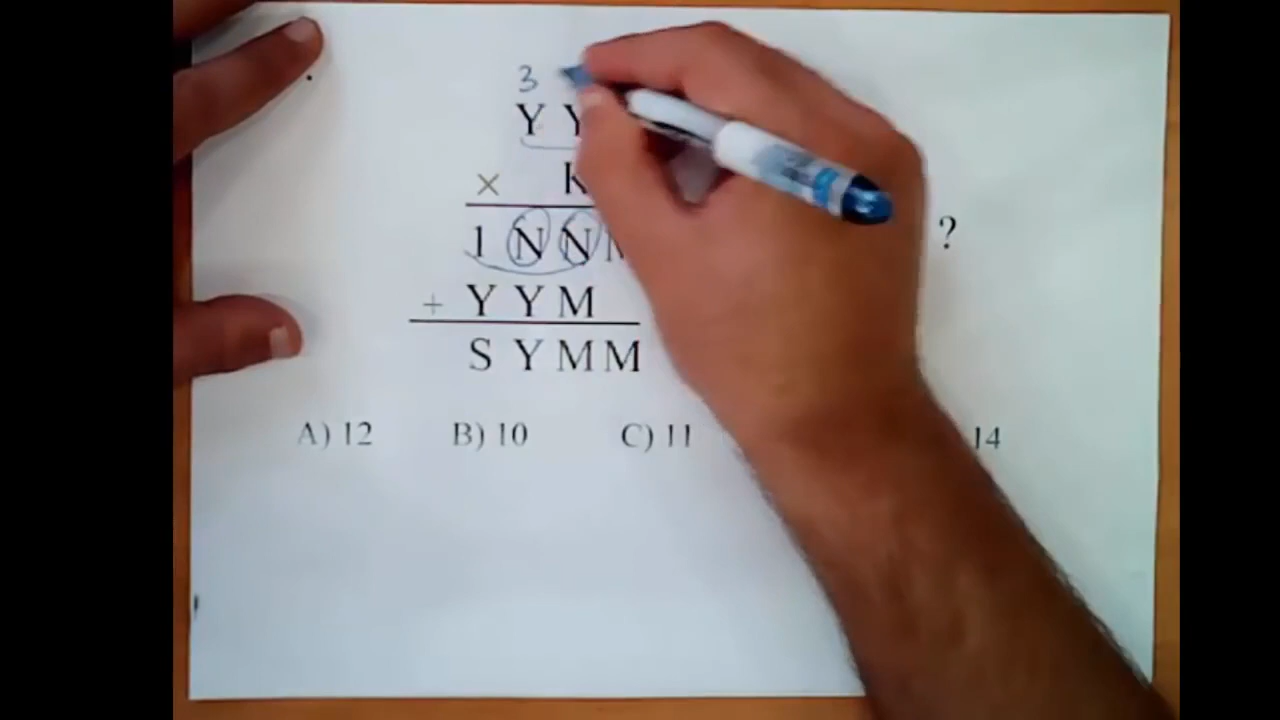 3
Y Y
× K
1 N N M
?
+ Y Y M
S Y M M
A) 12 B) 10 C) 11 14